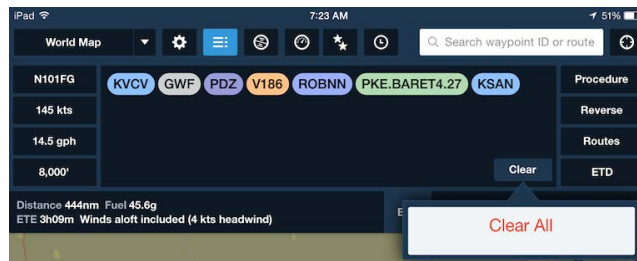 iPad 7:23 AM 51%
World Map Search waypoint ID or route
N101FG KVCV GWF PDZ V186 ROBNN PKE.BARET4.27 KSAN Procedure
145 kts Reverse
14.5 gph Routes
8,000' Clear ETD
Distance 444nm Fuel 45.6g
ETE 3h09m Winds aloft included (4 kts headwind) E
Clear All